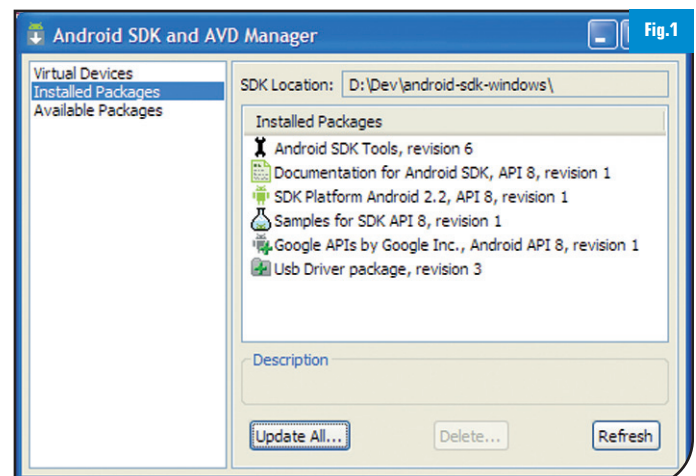 Android SDK and AVD Manager
Fig.1
Virtual Devices
Installed Packages
Available Packages
SDK Location: D:\Dev\android-sdk-windows\
Installed Packages
Android SDK Tools, revision 6
Documentation for Android SDK, API 8, revision 1
SDK Platform Android 2.2, API 8, revision 1
Samples for SDK API 8, revision 1
Google APIs by Google Inc., Android API 8, revision 1
Usb Driver package, revision 3
Description
Update All...
Delete...
Refresh